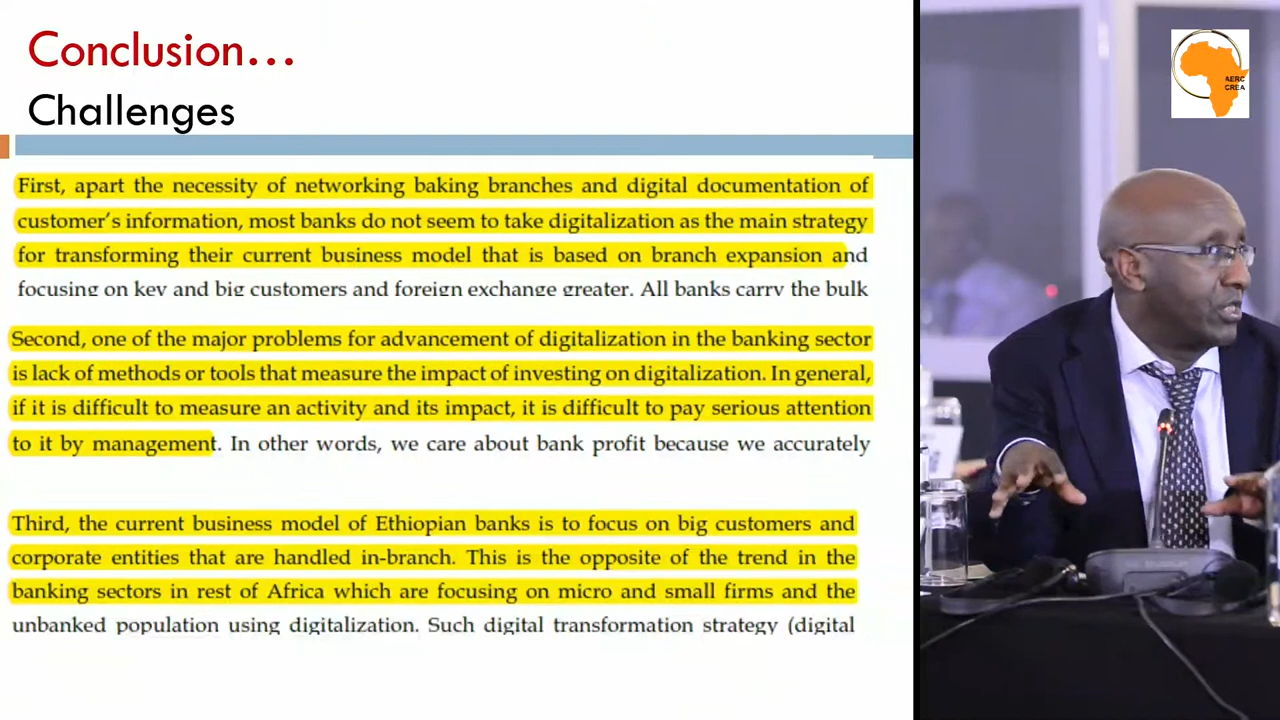 Conclusion...
Challenges
First, apart the necessity of networking baking branches and digital documentation of
customer's information, most banks do not seem to take digitalization as the main strategy
for transforming their current business model that is based on branch expansion and
focusing on key and big customers and foreign exchange greater. All banks carry the bulk
Second, one of the major problems for advancement of digitalization in the banking sector
is lack of methods or tools that measure the impact of investing on digitalization. In general,
if it is difficult to measure an activity and its impact, it is difficult to pay serious attention
to it by management. In other words, we care about bank profit because we accurately
Third, the current business model of Ethiopian banks is to focus on big customers and
corporate entities that are handled in-branch. This is the opposite of the trend in the
banking sectors in rest of Africa which are focusing on micro and small firms and the
unbanked population using digitalization. Such digital transformation strategy (digital
AERC
CREA